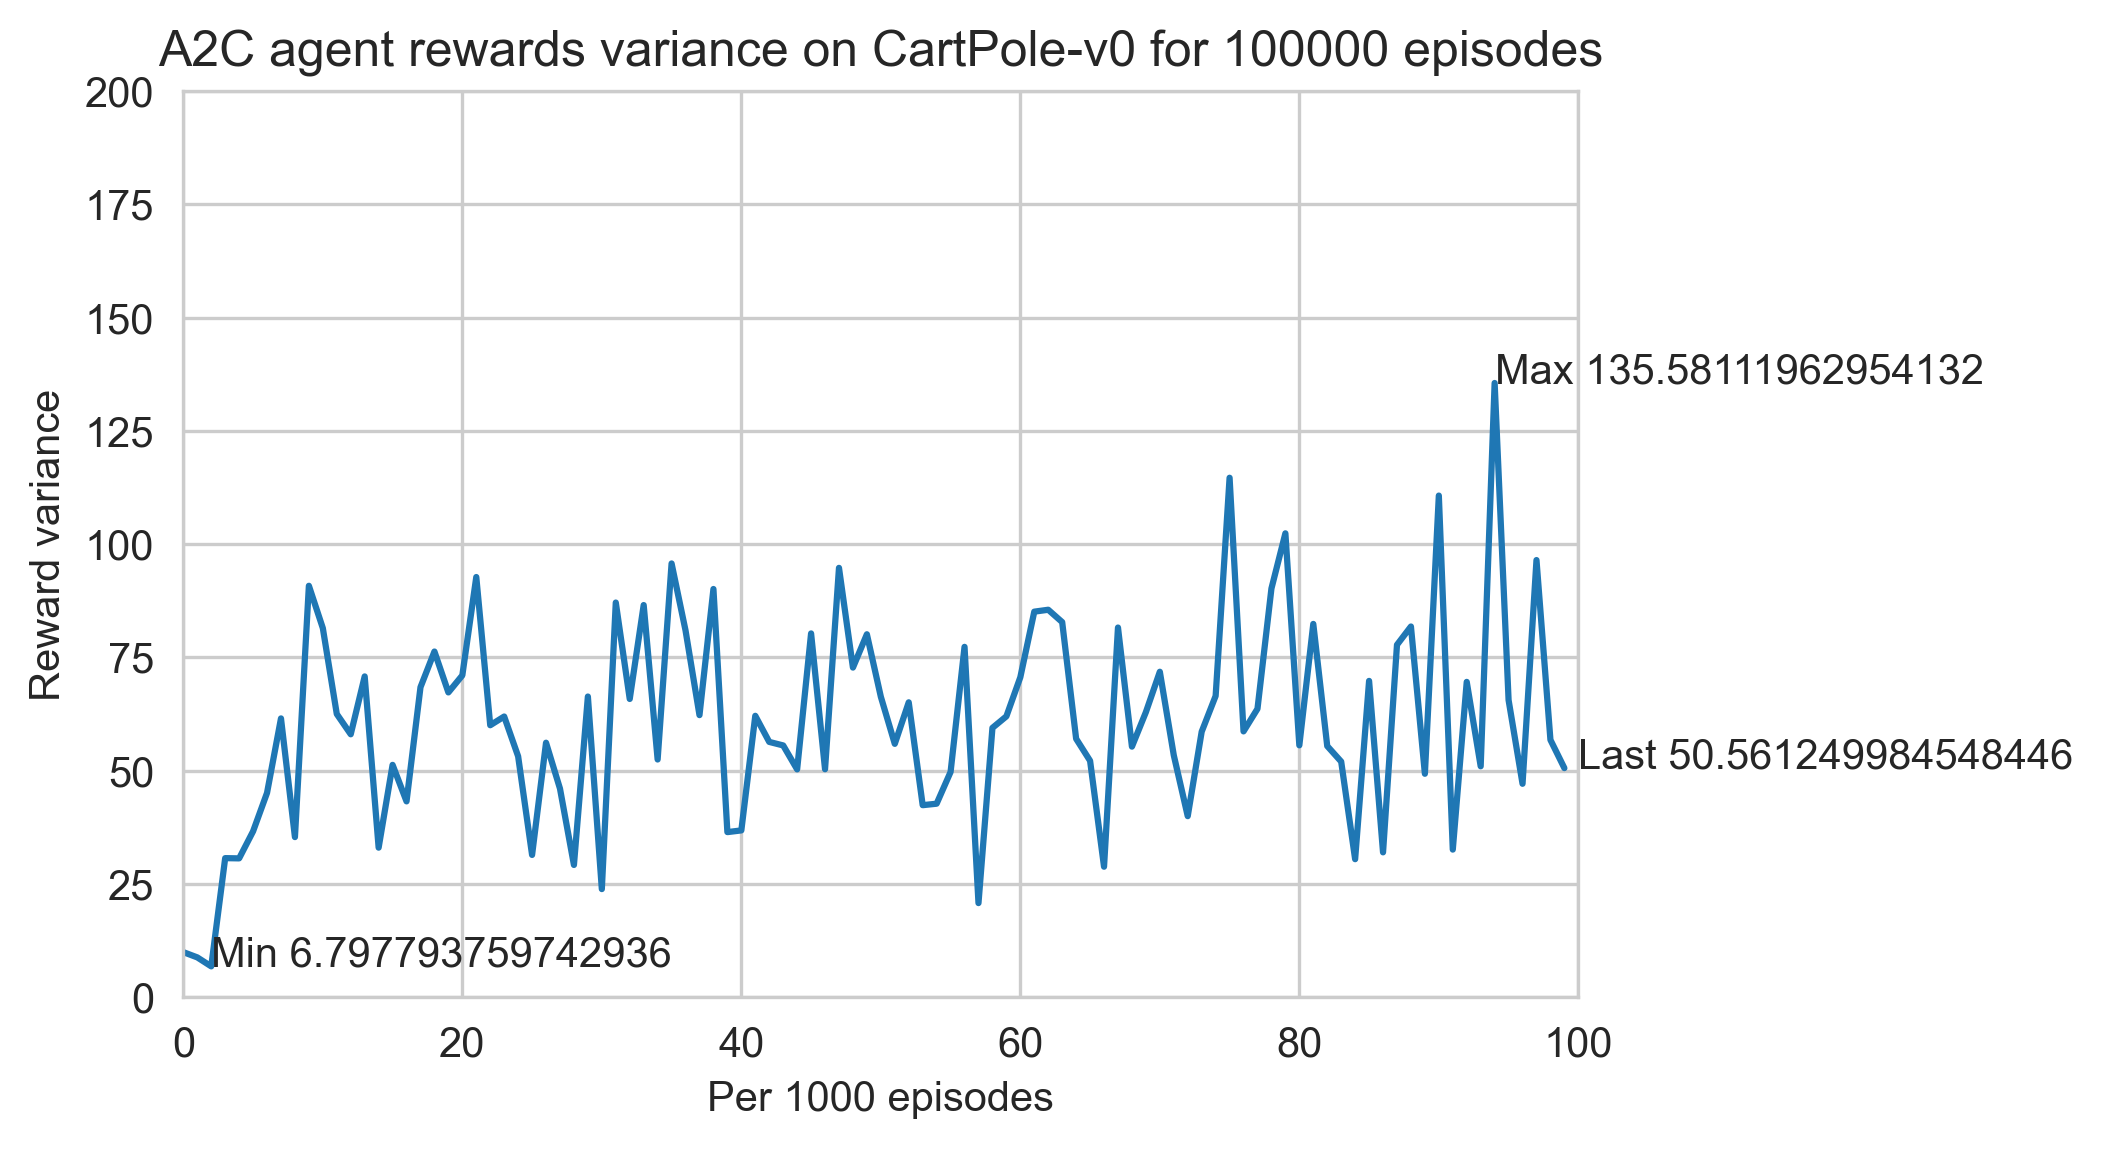 A2C agent rewards variance on CartPole-v0 for 100000 episodes
200
175
150
125
100
75
50
25
0
Reward variance
Max 135.58111962954132
Last 50.561249984548446
Min 6.797793759742936
0 20 40 60 80 100
Per 1000 episodes